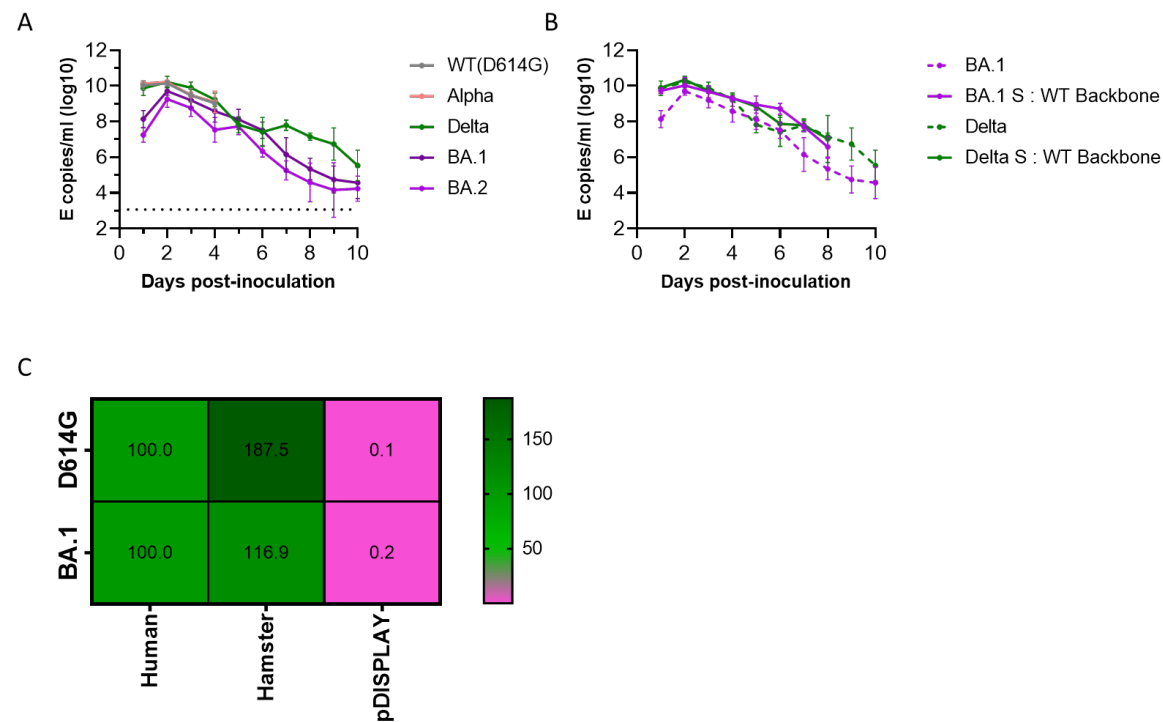 A
E copies/ml (log10)
12
10
8
6
4
2
0
2
4
6
8
10
Days post-inoculation
WT(D614G)
Alpha
Delta
BA.1
BA.2
B
E copies/ml (log10)
12
10
8
6
4
2
0
2
4
6
8
10
Days post-inoculation
BA.1
BA.1 S : WT Backbone
Delta
Delta S : WT Backbone
C
D614G
100.0
187.5
0.1
BA.1
100.0
116.9
0.2
Human
Hamster
pDISPLAY
150
100
50